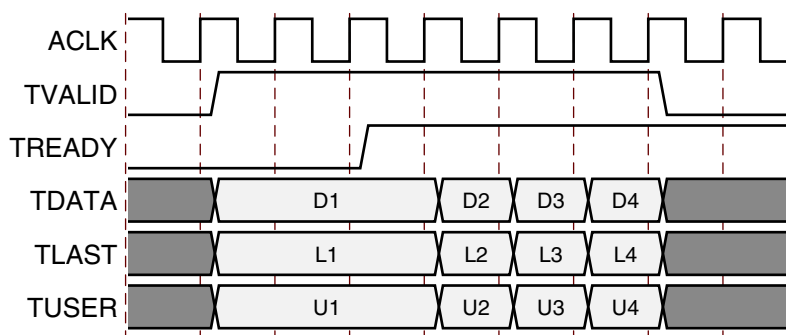 ACLK
TVALID
TREADY
TDATA D1 D2 D3 D4
TLAST L1 L2 L3 L4
TUSER U1 U2 U3 U4